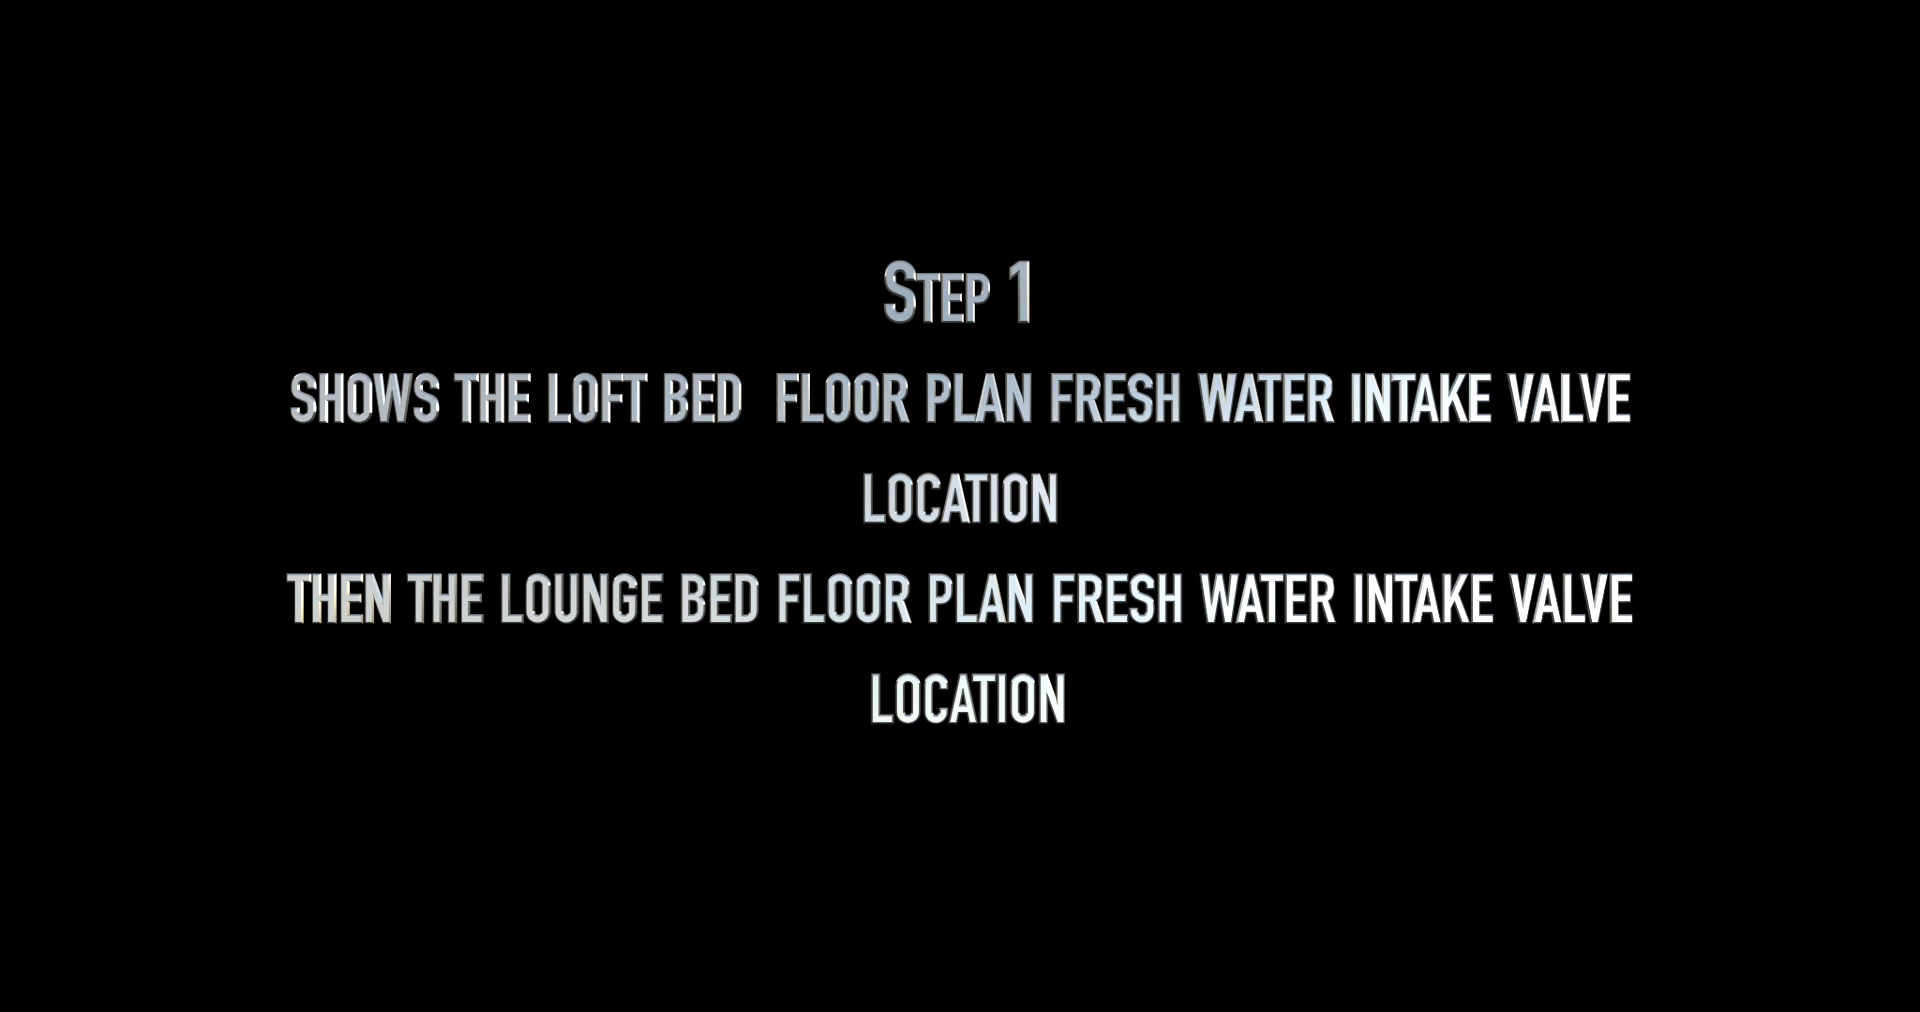 Step 1
SHOWS THE LOFT BED  FLOOR PLAN FRESH WATER INTAKE VALVE
LOCATION
THEN THE LOUNGE BED FLOOR PLAN FRESH WATER INTAKE VALVE
LOCATION